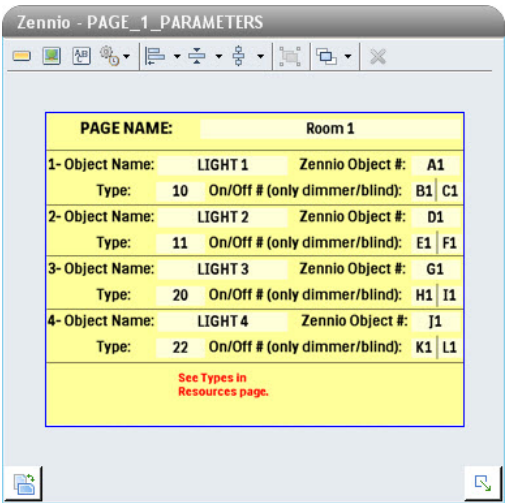 Zennio - PAGE_1_PARAMETERS
PAGE NAME: Room 1
1- Object Name: LIGHT 1 Zennio Object #: A1
Type: 10 On/Off # (only dimmer/blind): B1 C1
2- Object Name: LIGHT 2 Zennio Object #: D1
Type: 11 On/Off # (only dimmer/blind): E1 F1
3- Object Name: LIGHT 3 Zennio Object #: G1
Type: 20 On/Off # (only dimmer/blind): H1 I1
4- Object Name: LIGHT 4 Zennio Object #: J1
Type: 22 On/Off # (only dimmer/blind): K1 L1
See Types in
Resources page.